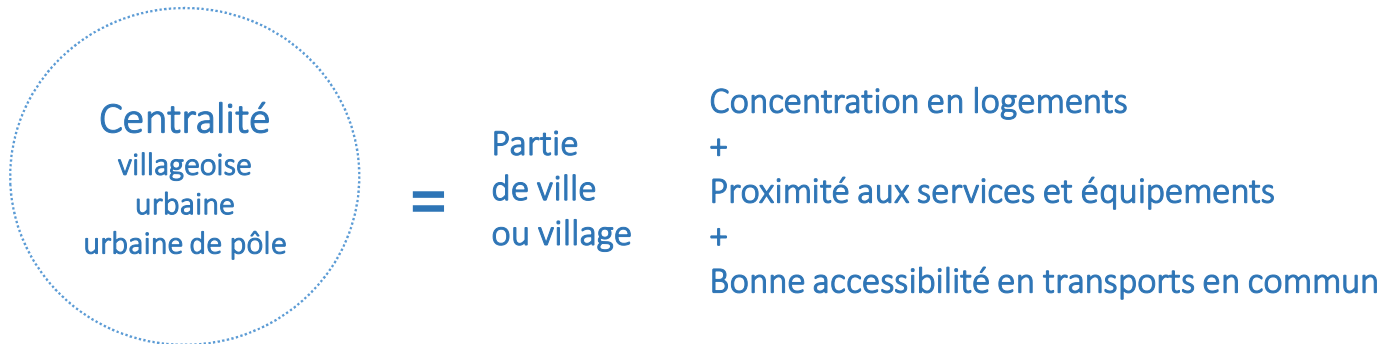 Centralité
villageoise
urbaine
urbaine de pôle
=
Partie
de ville
ou village
Concentration en logements
+
Proximité aux services et équipements
+
Bonne accessibilité en transports en commun